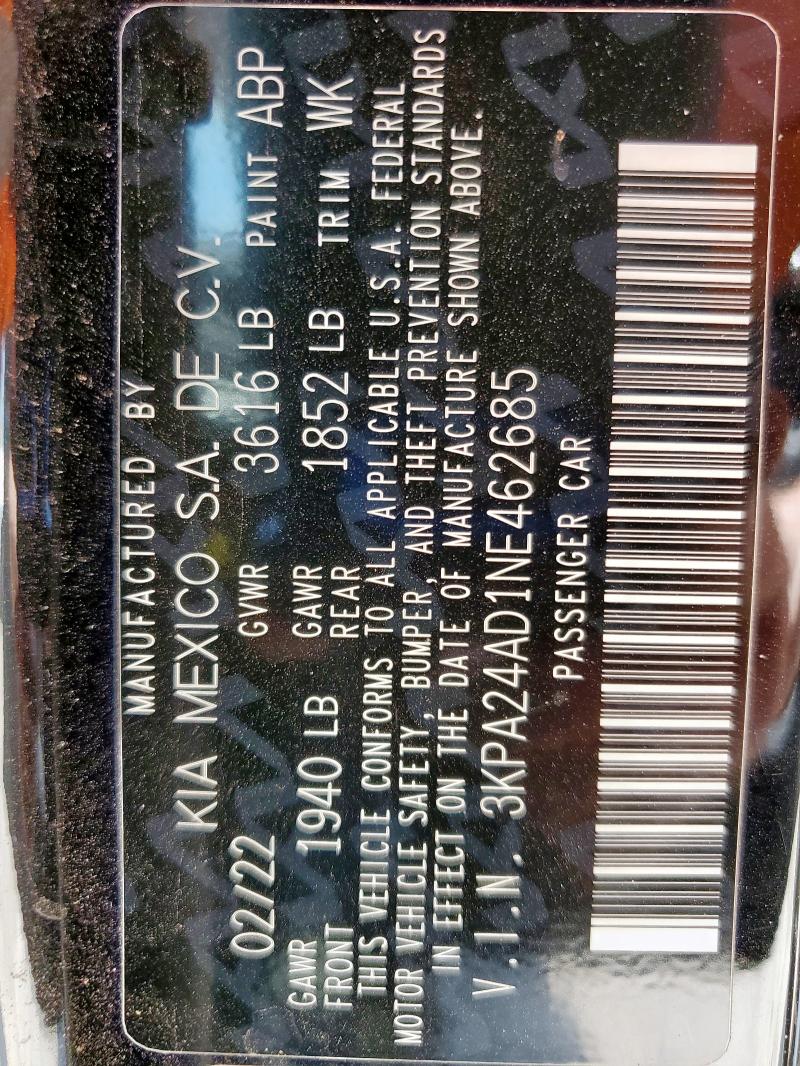 MANUFACTURED BY
KIA MEXICO S.A. DE C.V.
02/22 GVWR 3616 LB PAINT ABP
GAWR FRONT 1940 LB GAWR REAR 1852 LB TRIM WK
THIS VEHICLE CONFORMS TO ALL APPLICABLE U.S.A. FEDERAL
MOTOR VEHICLE SAFETY, BUMPER, AND THEFT PREVENTION STANDARDS
IN EFFECT ON THE DATE OF MANUFACTURE SHOWN ABOVE.
V.I.N. 3KPA24AD1NE462685
PASSENGER CAR